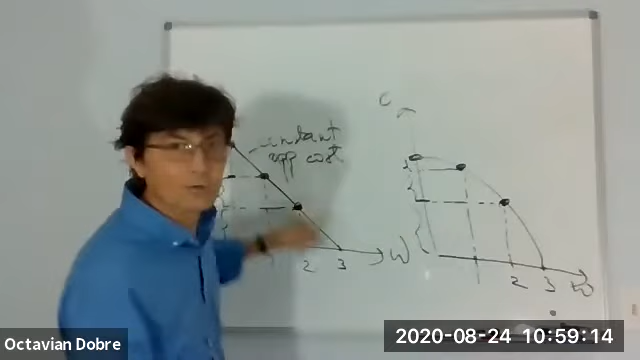 C
constant
opp cost
2 3 W
2 3 W
Octavian Dobre
2020-08-24 10:59:14